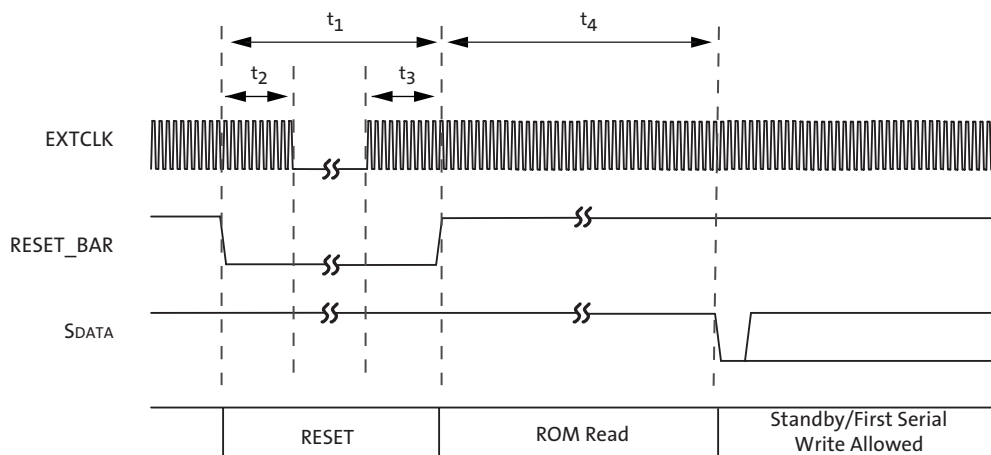 t1
t4
t2
t3
EXTCLK
RESET_BAR
SDATA
RESET
ROM Read
Standby/First Serial
Write Allowed